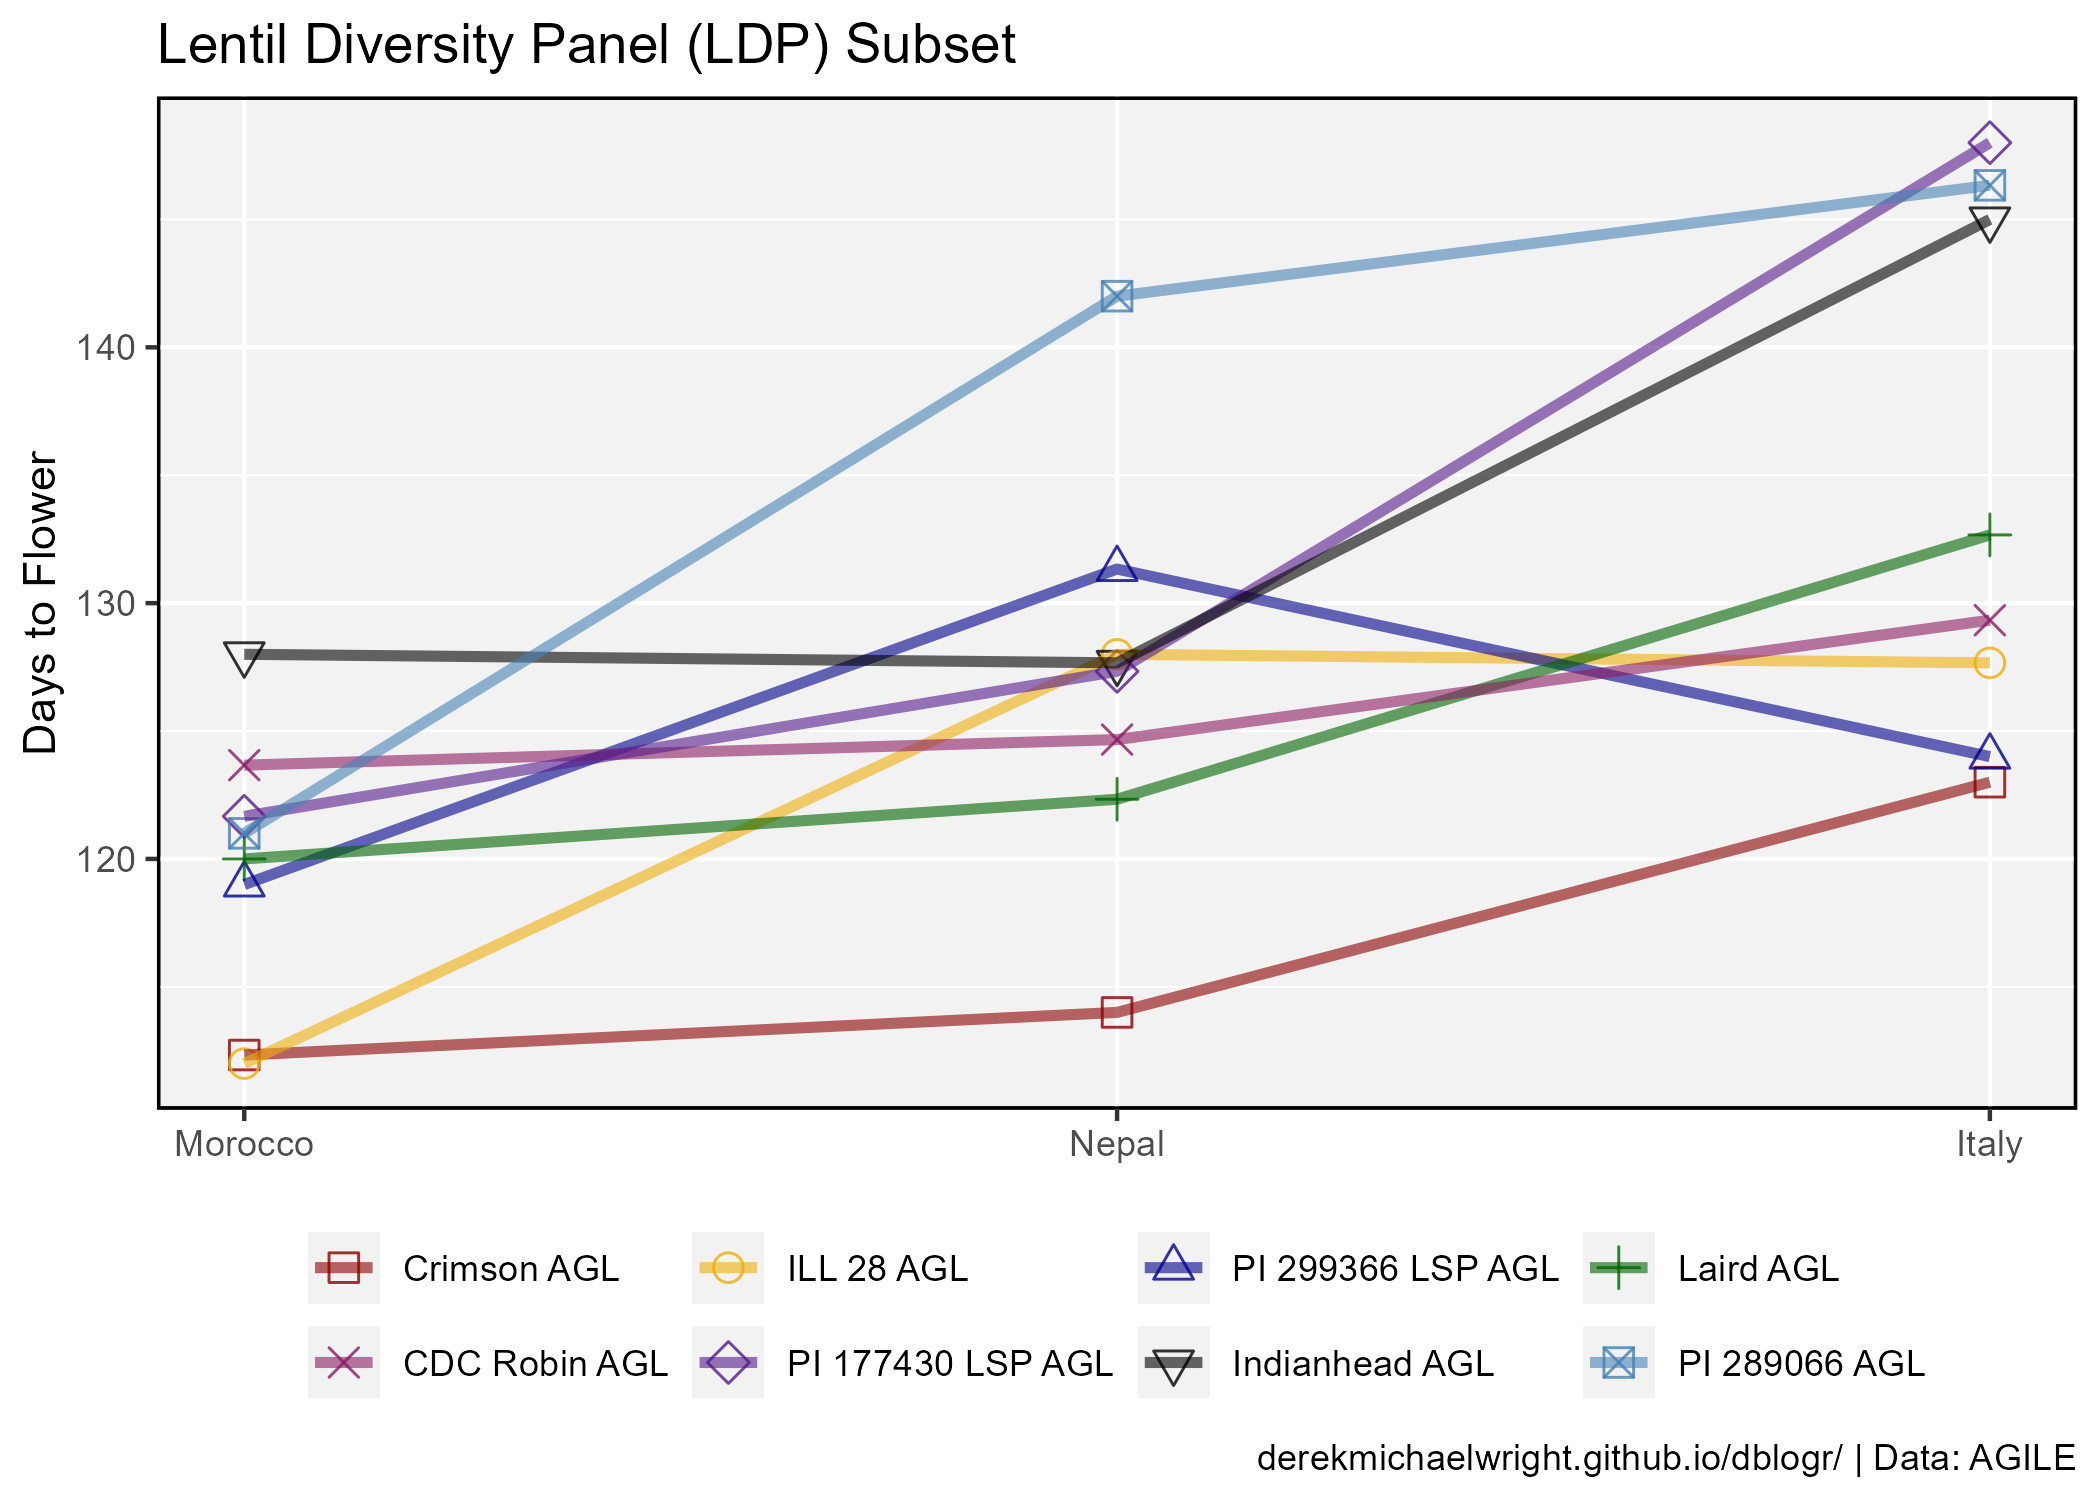 Lentil Diversity Panel (LDP) Subset
Days to Flower
140
130
120
Morocco Nepal Italy
Crimson AGL ILL 28 AGL PI 299366 LSP AGL Laird AGL
CDC Robin AGL PI 177430 LSP AGL Indianhead AGL PI 289066 AGL
derekmichaelwright.github.io/dblogr/ | Data: AGILE